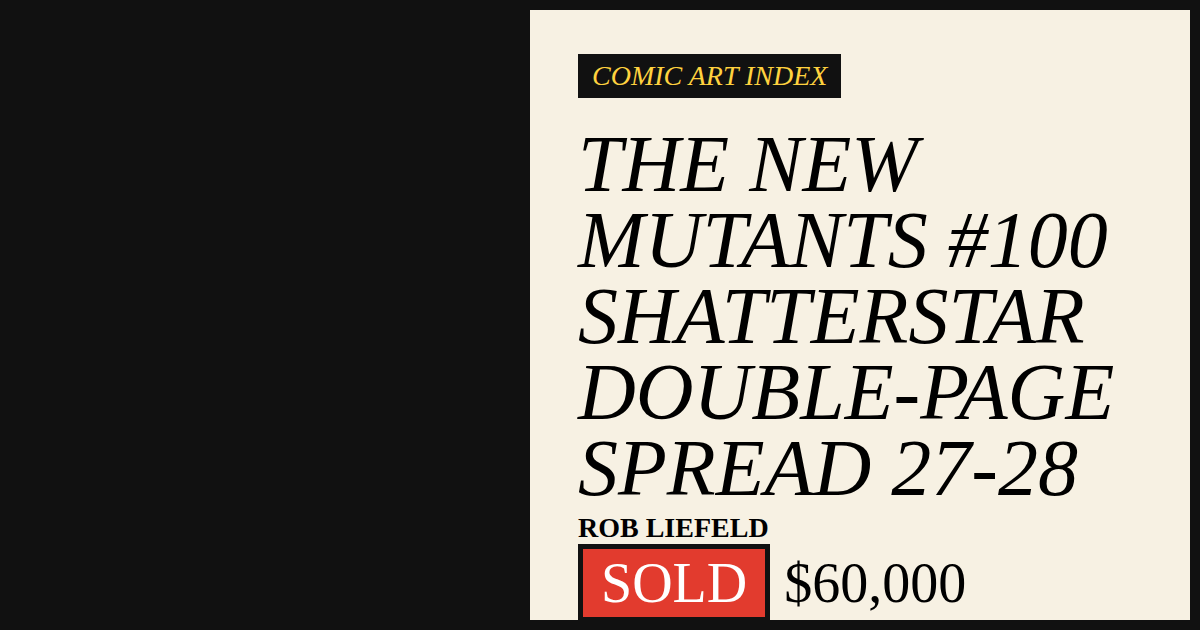 COMIC ART INDEX
THE NEW
MUTANTS #100
SHATTERSTAR
DOUBLE-PAGE
SPREAD 27-28
ROB LIEFELD
SOLD $60,000